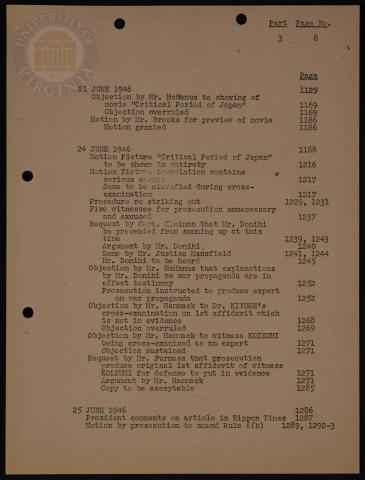 UNIVERSITY OF
VIRGINIA
Part Page No.
3 8
Page
21 JUNE 1946 1129
Objection by Mr. McManus to showing of
movie "Critical Period of Japan" 1169
Objection overruled 1169
Motion by Mr. Brooks for preview of movie 1186
Motion granted 1186
24 JUNE 1946 1188
Motion Picture "Critical Period of Japan"
to be shown in entirety 1216
Motion Picture translation contains
serious errors 1217
Same to be clarified during cross-
examination 1217
Procedure re striking out 1229, 1231
Five witnesses for prosecution unnecessary
and excused 1237
Request by Capt. Kleiman that Mr. Donihi
be prevented from summing up at this
time 1239, 1243
Argument by Mr. Donihi 1240
Same by Mr. Justice Mansfield 1241, 1244
Mr. Donihi to be heard 1245
Objection by Mr. McManus that explanations
by Mr. Donihi re war propaganda are in
effect testimony 1252
Prosecution instructed to produce expert
on war propaganda 1252
Objection by Mr. Hammack to Dr. KIYOSE's
cross-examination on 1st affidavit which
is not in evidence 1268
Objection overruled 1269
Objection by Mr. Hammack to witness KOIZUMI
being cross-examined as an expert 1271
Objection sustained 1271
Request by Mr. Furness that prosecution
produce original 1st affidavit of witness
KOIZUMI for defense to put in evidence 1271
Argument by Mr. Hammack 1271
Copy to be acceptable 1285
25 JUNE 1946 1286
President comments on article in Nippon Times 1287
Motion by prosecution to amend Rule 6(b) 1289, 1292-3